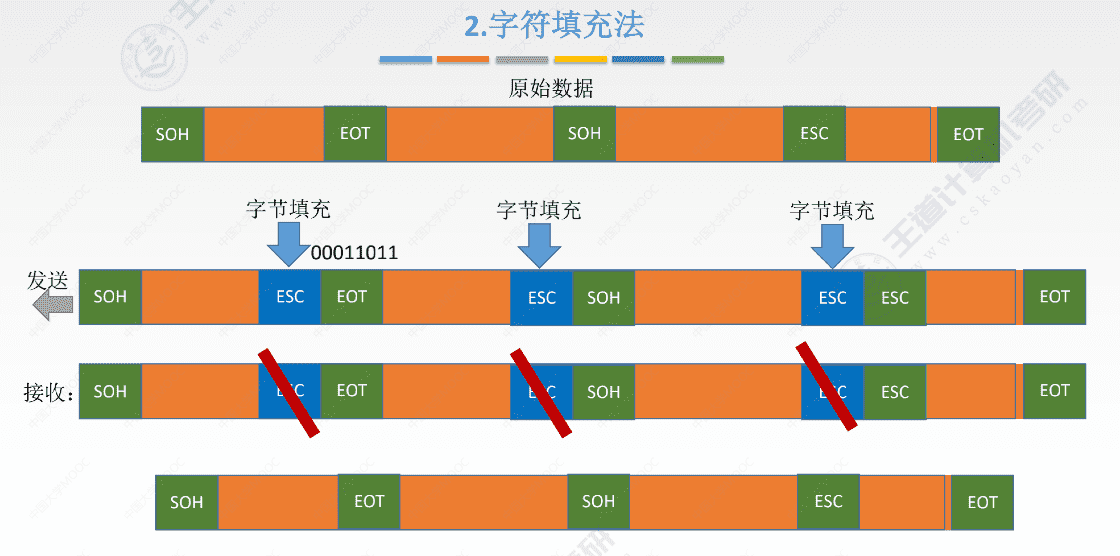 2.字符填充法
原始数据
SOH EOT SOH ESC EOT
字节填充 字节填充 字节填充
00011011
发送
SOH ESC EOT ESC SOH ESC ESC EOT
接收：
SOH ESC EOT ESC SOH ESC ESC EOT
SOH EOT SOH ESC EOT
王道计算机考研
www.cskaoyan.com
中国大学MOOC